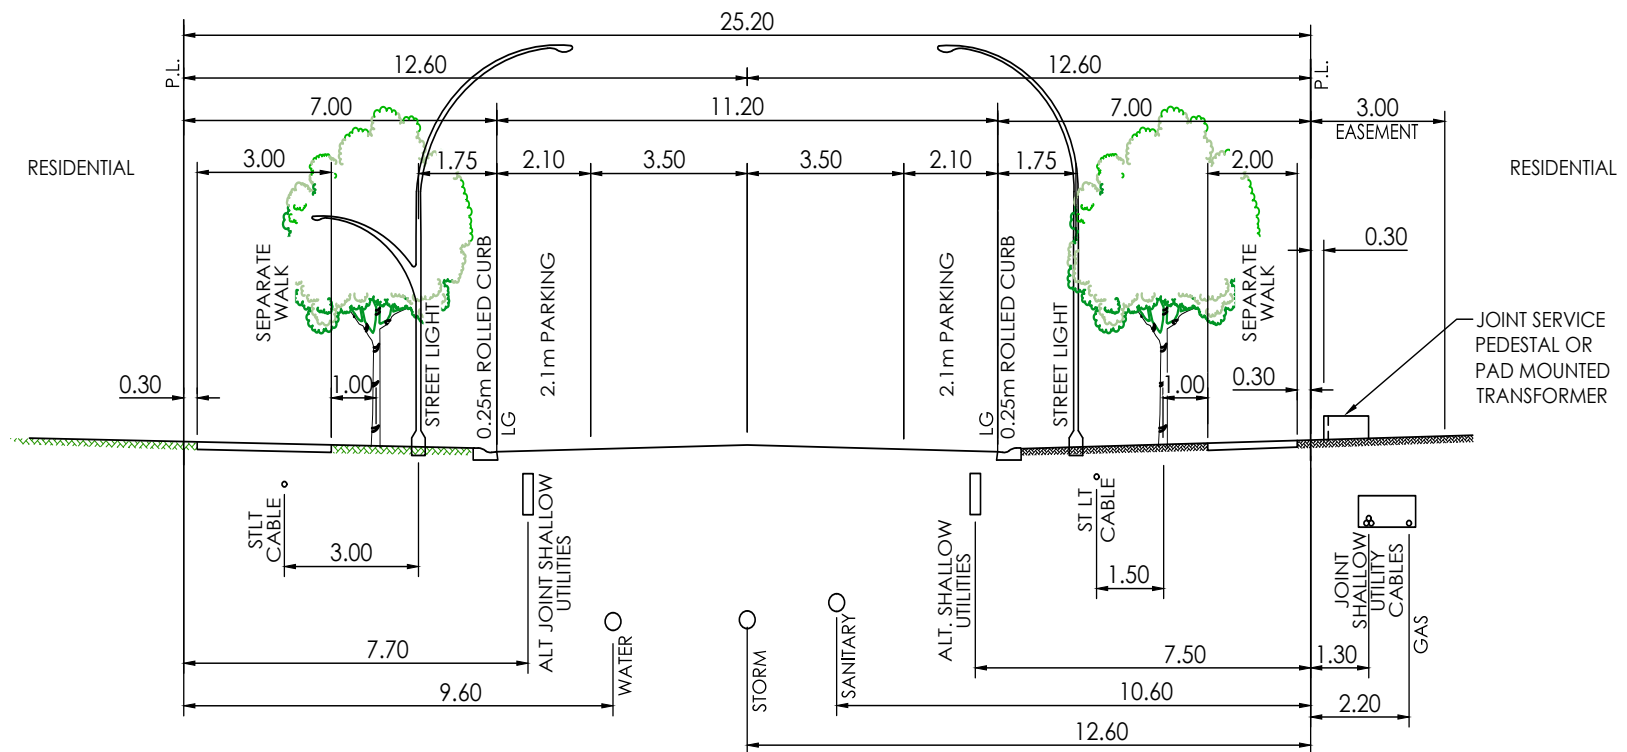 25.20
12.60
12.60
P.L.
P.L.
7.00
11.20
7.00
3.00
EASEMENT
RESIDENTIAL
3.00
1.75
2.10
3.50
3.50
2.10
1.75
2.00
RESIDENTIAL
0.30
SEPARATE
WALK
STREET LIGHT
0.25m ROLLED CURB
LG
2.1m PARKING
2.1m PARKING
LG
0.25m ROLLED CURB
STREET LIGHT
SEPARATE
WALK
JOINT SERVICE
PEDESTAL OR
PAD MOUNTED
TRANSFORMER
0.30
1.00
1.00
0.30
STLT
CABLE
3.00
ALT JOINT SHALLOW
UTILITIES
ALT. SHALLOW
UTILITIES
ST LT
CABLE
1.50
JOINT
SHALLOW
UTILITY
CABLES
GAS
WATER
STORM
SANITARY
7.70
7.50
1.30
9.60
10.60
2.20
12.60